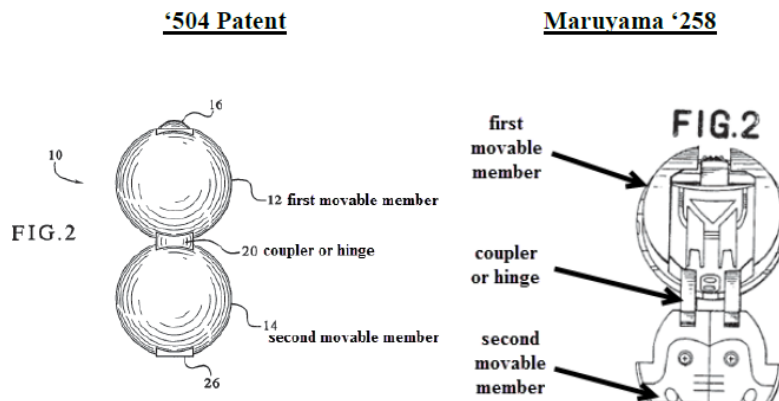 ‘504 Patent
16
10
12 first movable member
FIG.2
20 coupler or hinge
14
second movable member
26
Maruyama ‘258
FIG.2
first
movable
member
coupler
or hinge
second
movable
member